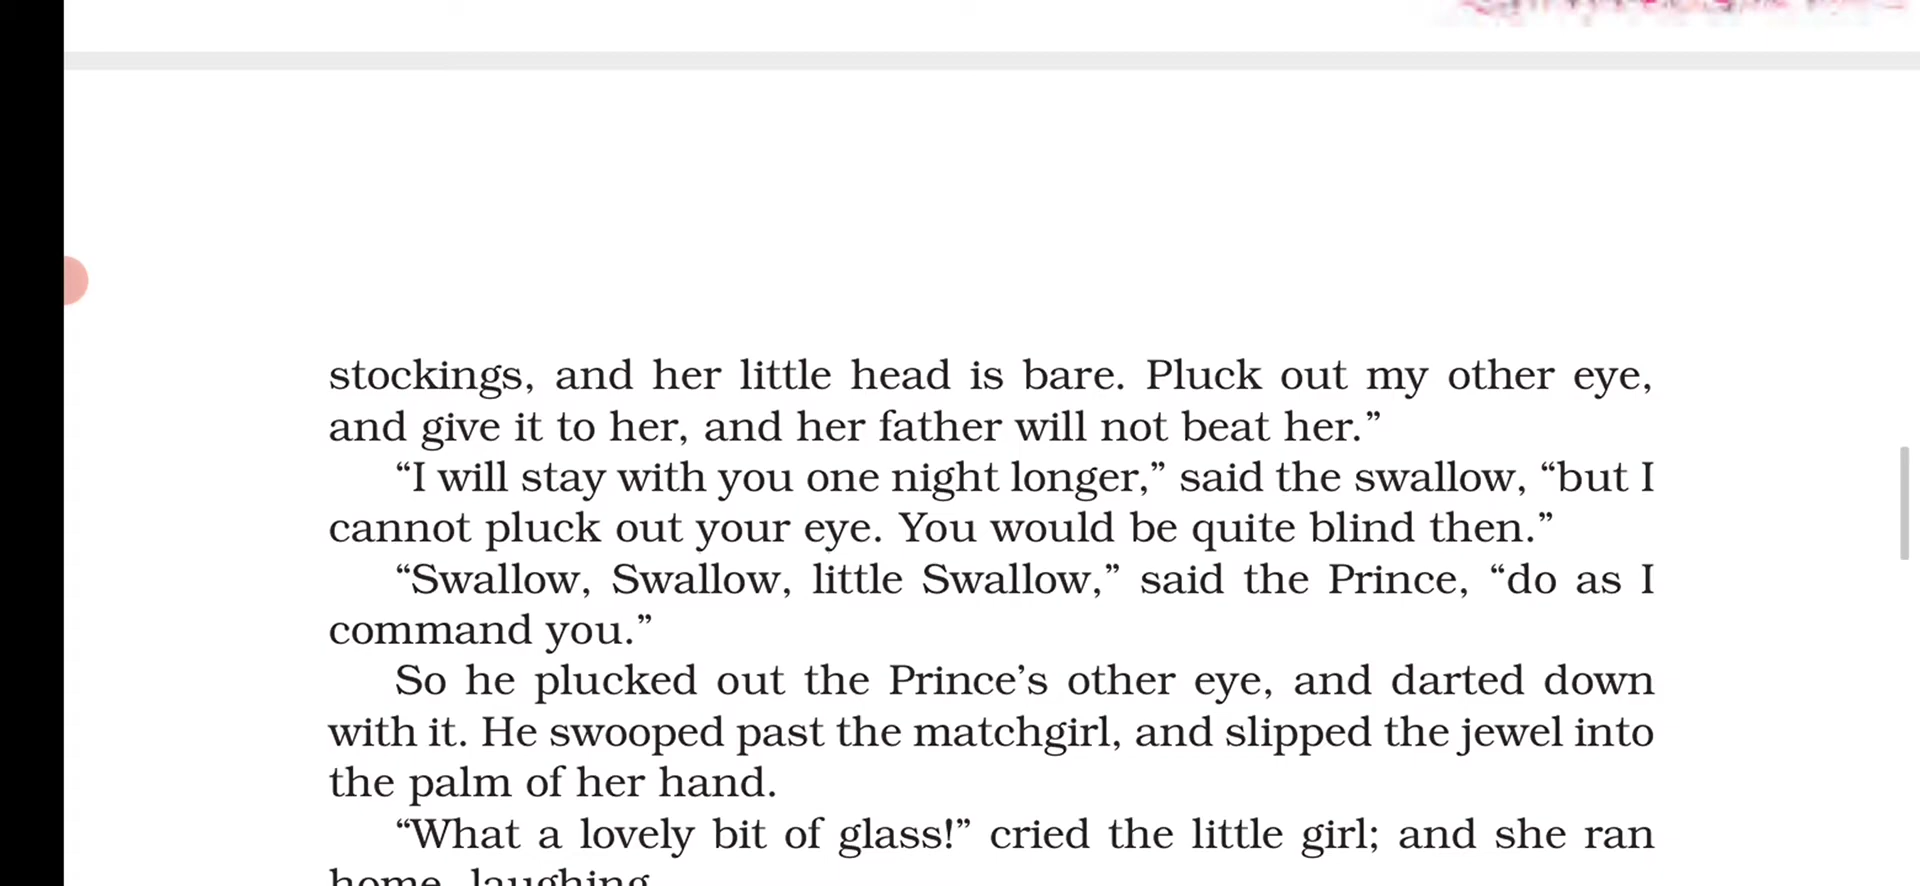 stockings, and her little head is bare. Pluck out my other eye,
and give it to her, and her father will not beat her.”
“I will stay with you one night longer,” said the swallow, “but I
cannot pluck out your eye. You would be quite blind then.”
“Swallow, Swallow, little Swallow,” said the Prince, “do as I
command you.”
So he plucked out the Prince’s other eye, and darted down
with it. He swooped past the matchgirl, and slipped the jewel into
the palm of her hand.
“What a lovely bit of glass!” cried the little girl; and she ran
home, laughing.